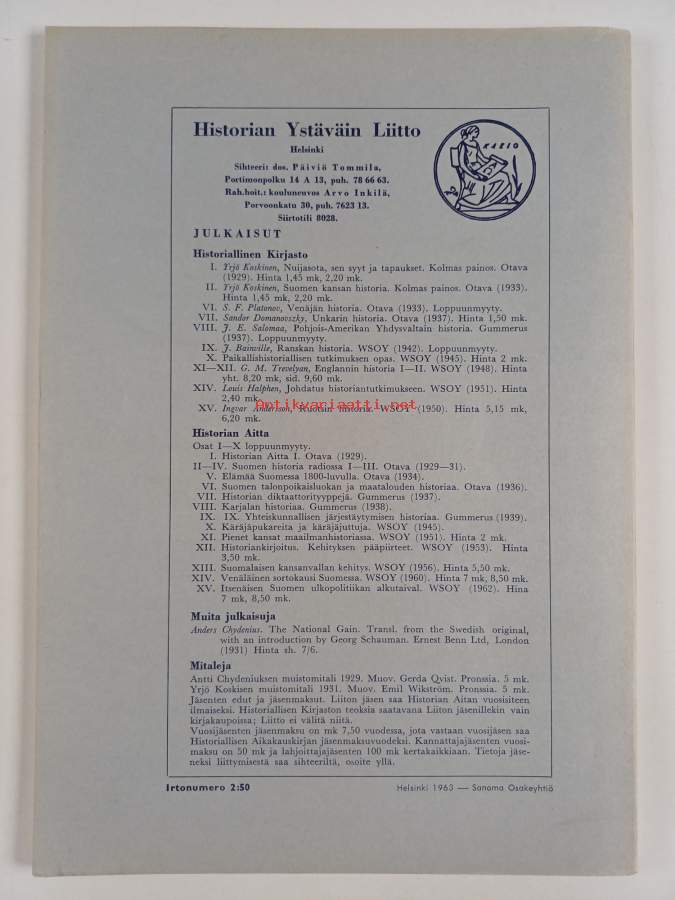 Historian Ystäväin Liitto
Helsinki
Sihteeri: dos. Päiviö Tommila,
Portimonpolku 14 A 13, puh. 78 66 63.
Rah.hoit.: kouluneuvos Arvo Inkilä,
Porvoonkatu 30, puh. 7623 13.
Siirtotili 8028.
JULKAISUT
Historiallinen Kirjasto
I. Yrjö Koskinen, Nuijasota, sen syyt ja tapaukset. Kolmas painos. Otava
(1929). Hinta 1,45 mk, 2,20 mk.
II. Yrjö Koskinen, Suomen kansan historia. Kolmas painos. Otava (1933).
Hinta 1,45 mk, 2,20 mk.
VI. S. F. Platonov, Venäjän historia. Otava (1933). Loppuunmyyty.
VII. Sandor Domanovszky, Unkarin historia. Otava (1937). Hinta 1,50 mk.
VIII. J. E. Salomaa, Pohjois-Amerikan Yhdysvaltain historia. Gummerus
(1937). Loppuunmyyty.
IX. J. Bainville, Ranskan historia. WSOY (1942). Loppuunmyyty.
X. Paikallishistoriallisen tutkimuksen opas. WSOY (1945). Hinta 2 mk.
XI—XII. G. M. Trevelyan, Englannin historia I—II. WSOY (1948). Hinta
yht. 8,20 mk, sid. 9,60 mk.
XIV. Louis Halphen, Johdatus historiantutkimukseen. WSOY (1951). Hinta
2,40 mk.
XV. Ingvar Andersson, Ruotsin historia. WSOY (1950). Hinta 5,15 mk,
6,20 mk.
Antikvariaatti.net
Historian Aitta
Osat I—X loppuunmyyty.
I. Historian Aitta I. Otava (1929).
II—IV. Suomen historia radiossa I—III. Otava (1929—31).
V. Elämää Suomessa 1800-luvulla. Otava (1934).
VI. Suomen talonpoikaisluokan ja maatalouden historiaa. Otava (1936).
VII. Historian diktaattorityyppejä. Gummerus (1937).
VIII. Karjalan historiaa. Gummerus (1938).
IX. IX. Yhteiskunnallisen järjestäytymisen historiaa. Gummerus (1939).
X. Käräjäpukareita ja käräjäjuttuja. WSOY (1945).
XI. Pienet kansat maailmanhistoriassa. WSOY (1951). Hinta 2 mk.
XII. Historiankirjoitus. Kehityksen pääpiirteet. WSOY (1953). Hinta
3,50 mk.
XIII. Suomalaisen kansanvallan kehitys. WSOY (1956). Hinta 5,50 mk.
XIV. Venäläinen sortokausi Suomessa. WSOY (1960). Hinta 7 mk, 8,50 mk.
XV. Itsenäisen Suomen ulkopolitiikan alkutaival. WSOY (1962). Hina
7 mk, 8,50 mk.
Muita julkaisuja
Anders Chydenius. The National Gain. Transl. from the Swedish original,
with an introduction by Georg Schauman. Ernest Benn Ltd, London
(1931) Hinta sh. 7/6.
Mitaleja
Antti Chydeniuksen muistomitali 1929. Muov. Gerda Qvist. Pronssia. 5 mk.
Yrjö Koskisen muistomitali 1931. Muov. Emil Wikström. Pronssia. 5 mk.
Jäsenten edut ja jäsenmaksut. Liiton jäsen saa Historian Aitan vuosisiteen
ilmaiseksi. Historiallisen Kirjaston teoksia saatavana Liiton jäsenillekin vain
kirjakaupoissa; Liitto ei välitä niitä.
Vuosijäsenten jäsenmaksu on mk 7,50 vuodessa, jota vastaan vuosijäsen saa
Historiallisen Aikakauskirjan jäsenmaksuvuodeksi. Kannattajajäsenten vuosi-
maksu on 50 mk ja lahjoittajajäsenten 100 mk kertakaikkiaan. Tietoja jäse-
neksi liittymisestä saa sihteeriltä, osoite yllä.
Irtonumero 2:50
Helsinki 1963 — Sanoma Osakeyhtiö